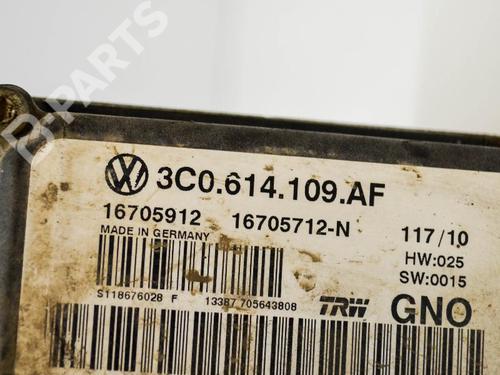 B-PARTS
3C0.614.109.AF
16705912 16705712-N 117/10
MADE IN GERMANY HW:025
SW:0015
S118676028 F 13387 705643808 TRW GNO